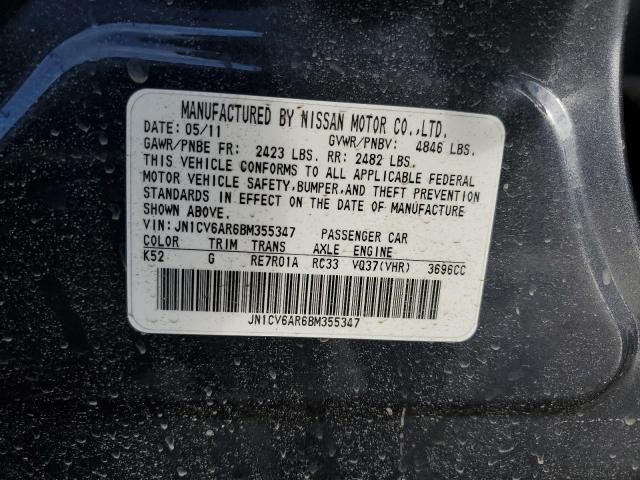 MANUFACTURED BY NISSAN MOTOR CO.,LTD.
DATE: 05/11 GVWR/PNBV: 4846 LBS.
GAWR/PNBE FR: 2423 LBS. RR: 2482 LBS.
THIS VEHICLE CONFORMS TO ALL APPLICABLE FEDERAL
MOTOR VEHICLE SAFETY,BUMPER,AND THEFT PREVENTION
STANDARDS IN EFFECT ON THE DATE OF MANUFACTURE
SHOWN ABOVE.
VIN: JN1CV6AR6BM355347 PASSENGER CAR
COLOR TRIM TRANS AXLE ENGINE
K52 G RE7R01A RC33 VQ37(VHR) 3696CC
JN1CV6AR6BM355347